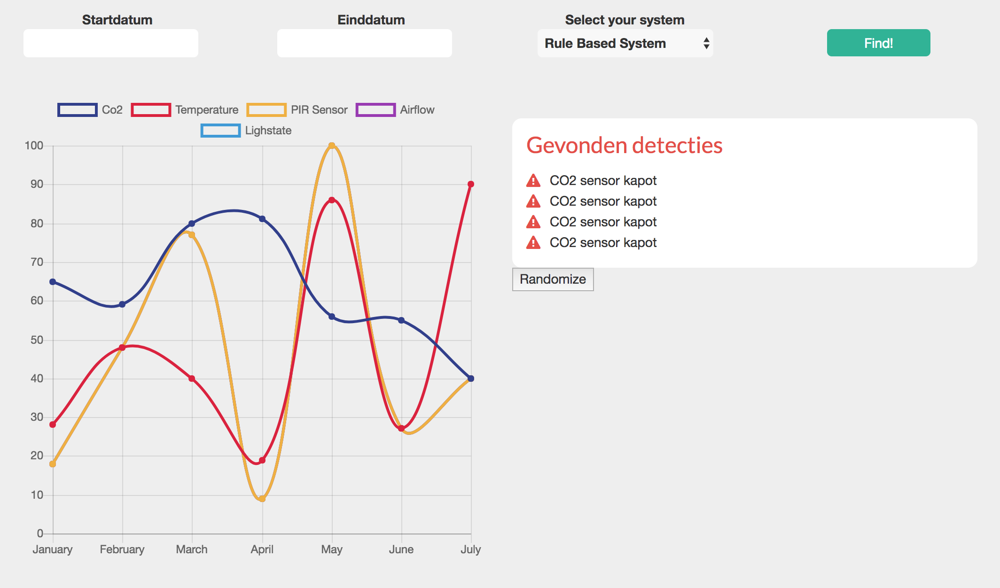 Startdatum
Einddatum
Select your system
Rule Based System
Find!
Co2 Temperature PIR Sensor Airflow
Lighstate
100
90
80
70
60
50
40
30
20
10
0
January February March April May June July
Gevonden detecties
CO2 sensor kapot
CO2 sensor kapot
CO2 sensor kapot
CO2 sensor kapot
Randomize